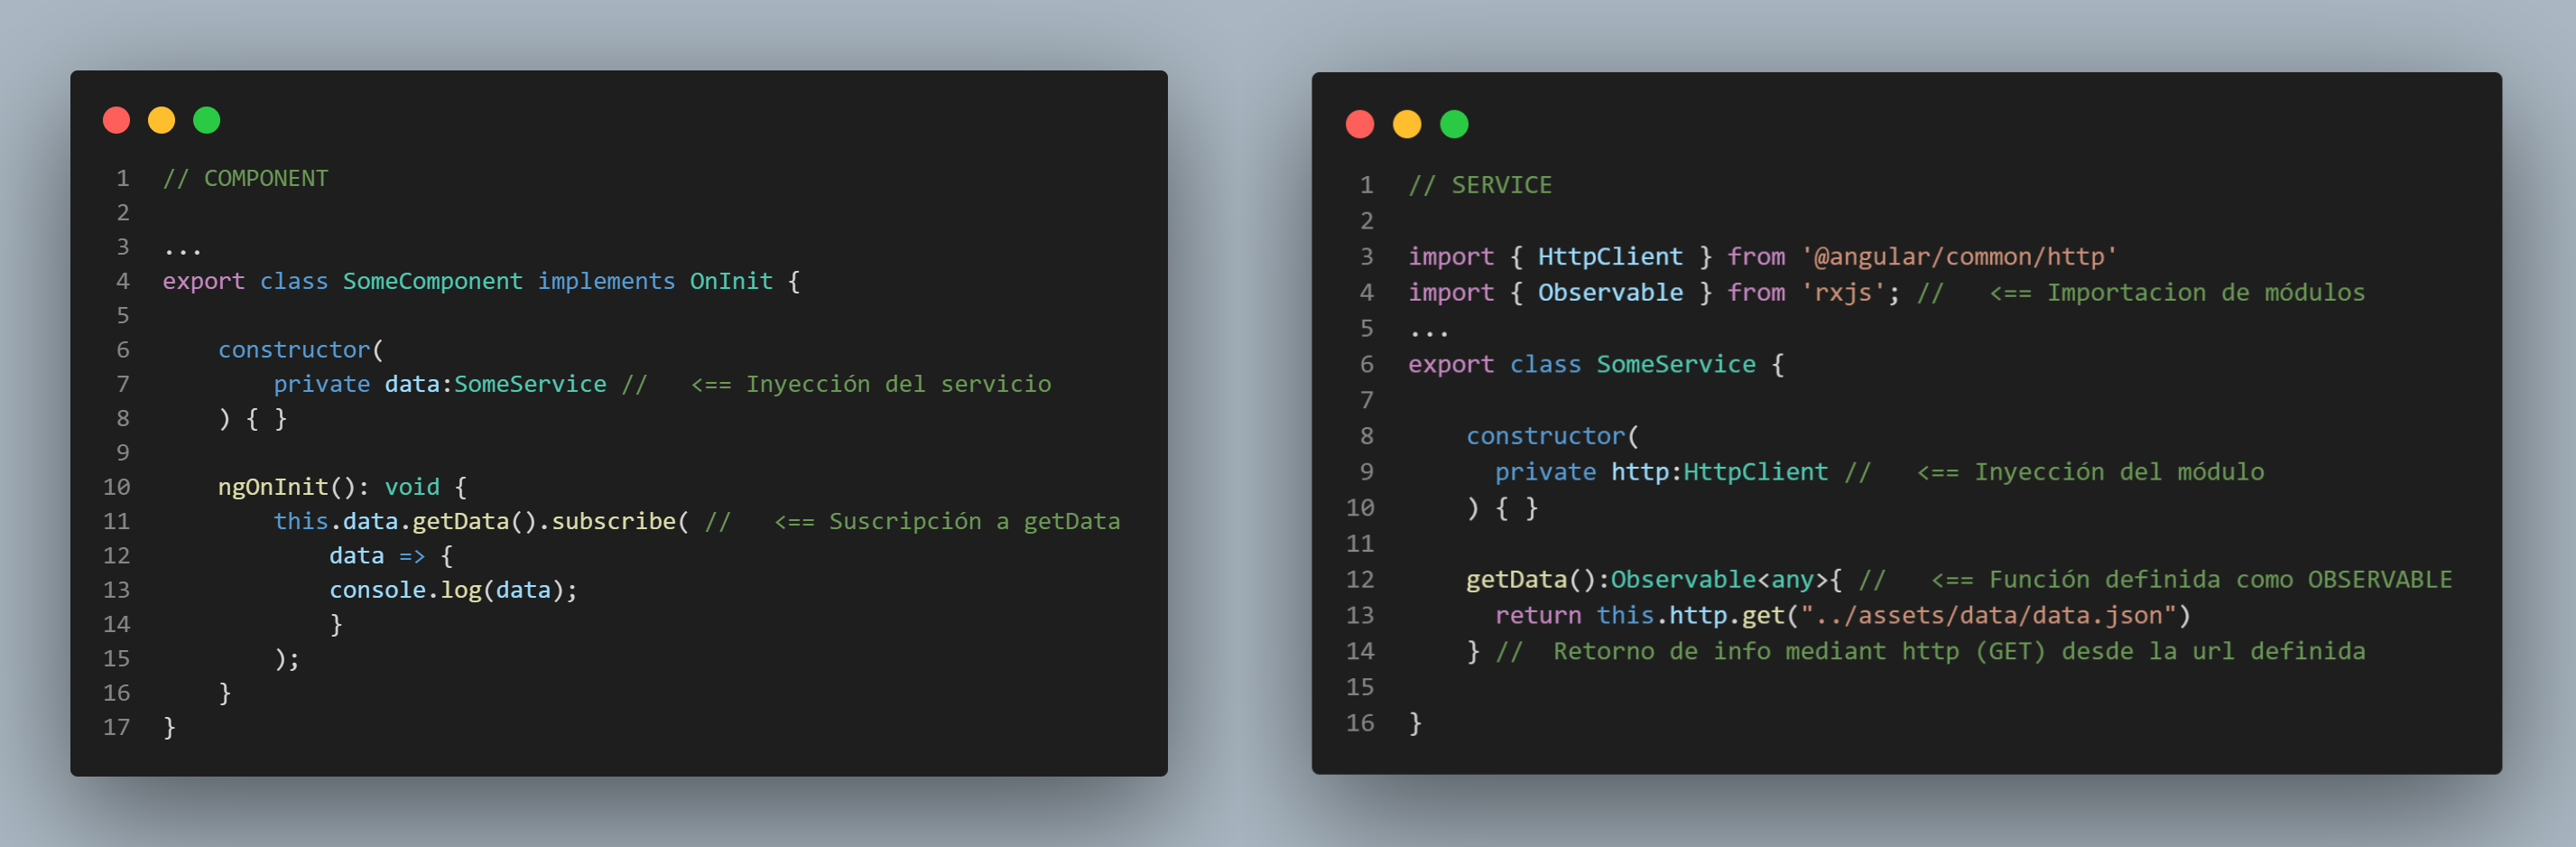 1 // COMPONENT
2
3 ...
4 export class SomeComponent implements OnInit {
5
6     constructor(
7         private data:SomeService //   <== Inyección del servicio
8     ) { }
9
10     ngOnInit(): void {
11         this.data.getData().subscribe( //   <== Suscripción a getData
12             data => {
13             console.log(data);
14             }
15         );
16     }
17 }
1 // SERVICE
2
3 import { HttpClient } from '@angular/common/http'
4 import { Observable } from 'rxjs'; //   <== Importacion de módulos
5 ...
6 export class SomeService {
7
8     constructor(
9       private http:HttpClient //   <== Inyección del módulo
10     ) { }
11
12     getData():Observable<any>{ //   <== Función definida como OBSERVABLE
13       return this.http.get("../assets/data/data.json")
14     } //  Retorno de info mediant http (GET) desde la url definida
15
16 }